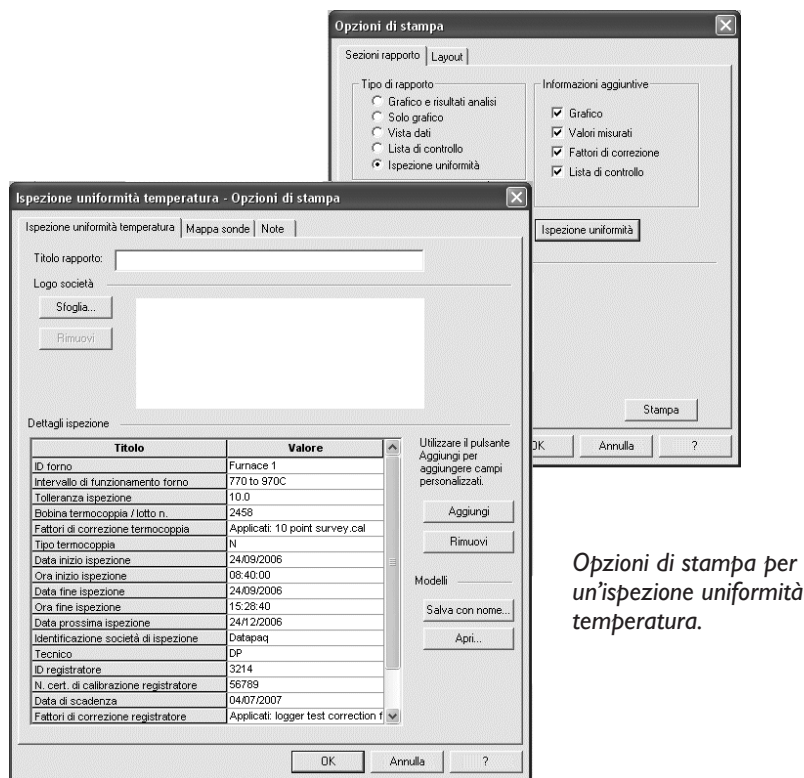 Opzioni di stampa
Sezioni rapporto
Layout
Tipo di rapporto
Grafico e risultati analisi
Solo grafico
Vista dati
Lista di controllo
Ispezione uniformità
Informazioni aggiuntive
Grafico
Valori misurati
Fattori di correzione
Lista di controllo
Ispezione uniformità
Stampa
OK
Annulla
?
Ispezione uniformità temperatura - Opzioni di stampa
Ispezione uniformità temperatura
Mappa sonde
Note
Titolo rapporto:
Logo società
Sfoglia...
Rimuovi
Dettagli ispezione
Titolo Valore
ID forno Furnace 1
Intervallo di funzionamento forno 770 to 970C
Tolleranza ispezione 10.0
Bobina termocoppia / lotto n. 2458
Fattori di correzione termocoppia Applicati: 10 point survey.cal
Tipo termocoppia N
Data inizio ispezione 24/09/2006
Ora inizio ispezione 08:40:00
Data fine ispezione 24/09/2006
Ora fine ispezione 15:28:40
Data prossima ispezione 24/12/2006
Identificazione società di ispezione Datapaq
Tecnico DP
ID registratore 3214
N. cert. di calibrazione registratore 56789
Data di scadenza 04/07/2007
Fattori di correzione registratore Applicati: logger test correction f
Utilizzare il pulsante
Aggiungi per
aggiungere campi
personalizzati.
Aggiungi
Rimuovi
Modelli
Salva con nome...
Apri...
OK
Annulla
?
Opzioni di stampa per
un'ispezione uniformità
temperatura.